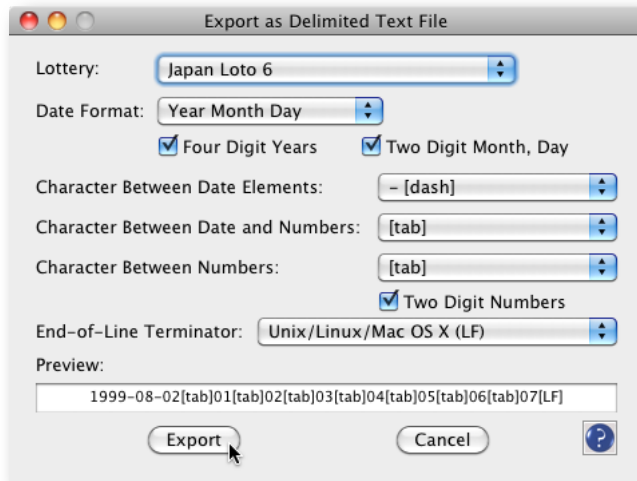 Export as Delimited Text File
Lottery: Japan Loto 6
Date Format: Year Month Day
Four Digit Years Two Digit Month, Day
Character Between Date Elements: - [dash]
Character Between Date and Numbers: [tab]
Character Between Numbers: [tab]
Two Digit Numbers
End-of-Line Terminator: Unix/Linux/Mac OS X (LF)
Preview:
1999-08-02[tab]01[tab]02[tab]03[tab]04[tab]05[tab]06[tab]07[LF]
Export Cancel ?